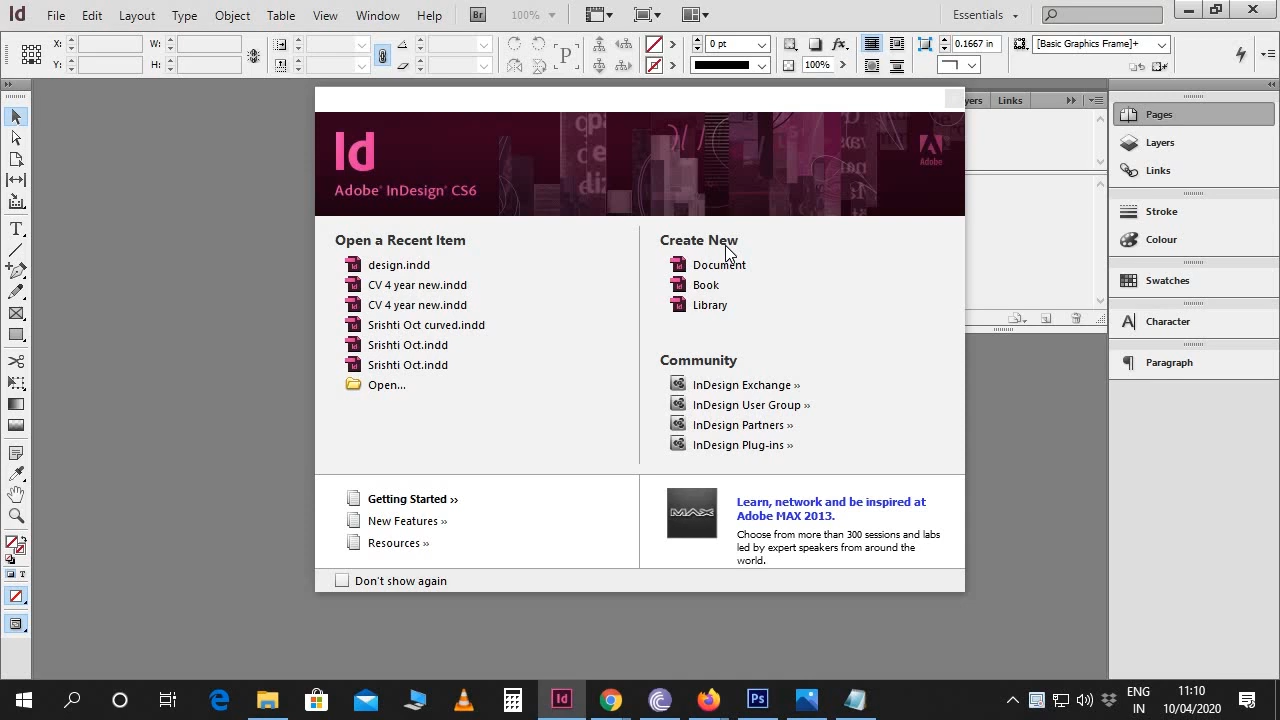 Id File Edit Layout Type Object Table View Window Help Br 100% Essentials
X: W: 0 pt fx 0.1667 in [Basic Graphics Frame]+
Y: H: P 100%
yers Links
Id
Adobe® InDesign® CS6
Adobe
Open a Recent Item
design.indd
CV 4 year new.indd
CV 4 year new.indd
Srishti Oct curved.indd
Srishti Oct.indd
Srishti Oct.indd
Open...
Create New
Document
Book
Library
Community
InDesign Exchange »
InDesign User Group »
InDesign Partners »
InDesign Plug-ins »
Getting Started »
New Features »
Resources »
MAX
Learn, network and be inspired at
Adobe MAX 2013.
Choose from more than 300 sessions and labs
led by expert speakers from around the
world.
Don't show again
Pages
Layers
Links
Stroke
Colour
Swatches
Character
Paragraph
Id Ps ENG 11:10
IN 10/04/2020